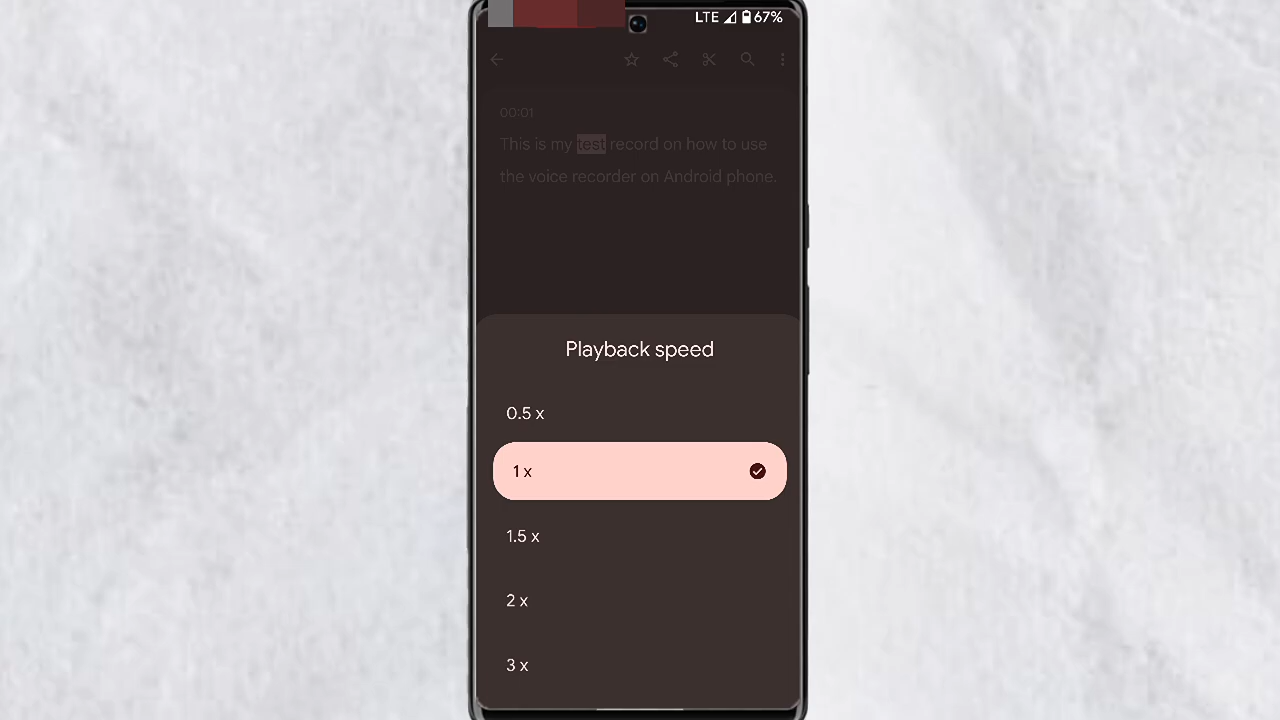 LTE 67%
00:01
This is my test record on how to use
the voice recorder on Android phone.
Playback speed
0.5 x
1 x
1.5 x
2 x
3 x